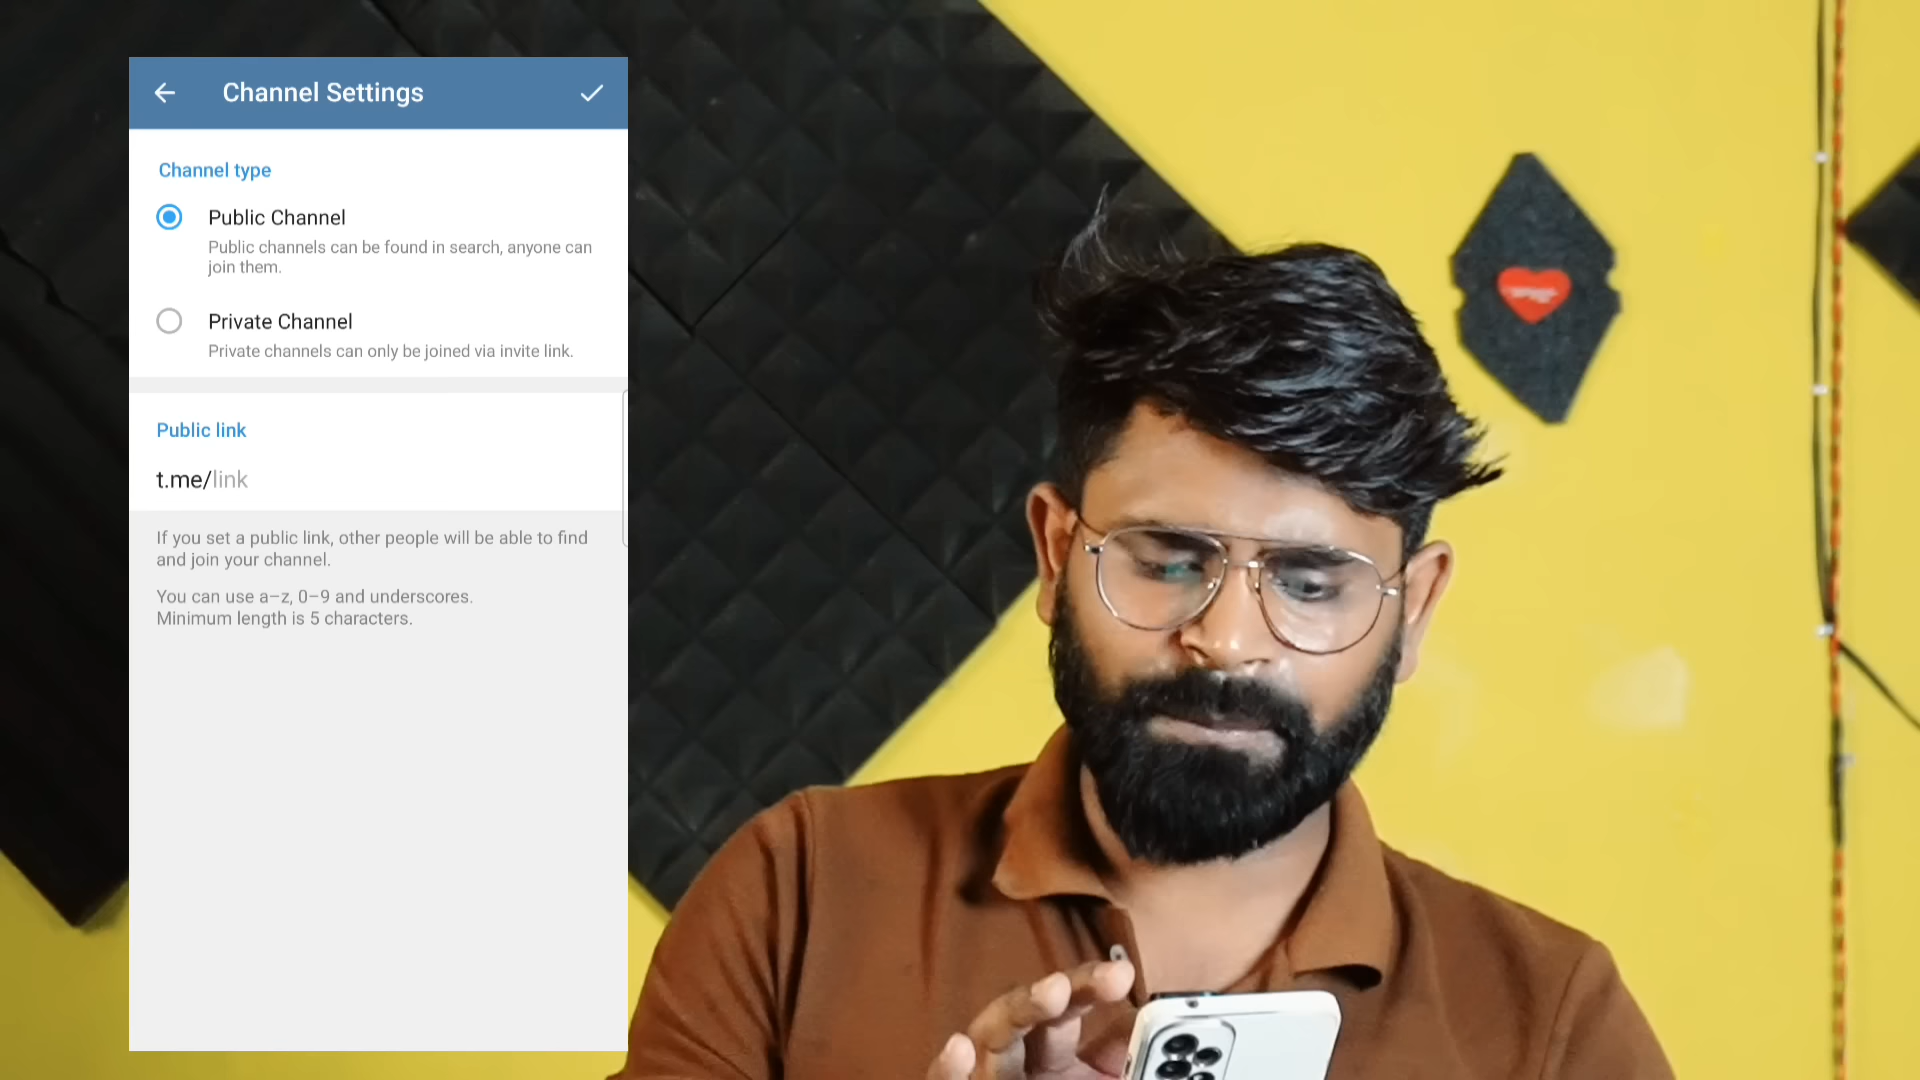 Channel Settings
Channel type
Public Channel
Public channels can be found in search, anyone can
join them.
Private Channel
Private channels can only be joined via invite link.
Public link
t.me/link
If you set a public link, other people will be able to find
and join your channel.
You can use a–z, 0–9 and underscores.
Minimum length is 5 characters.